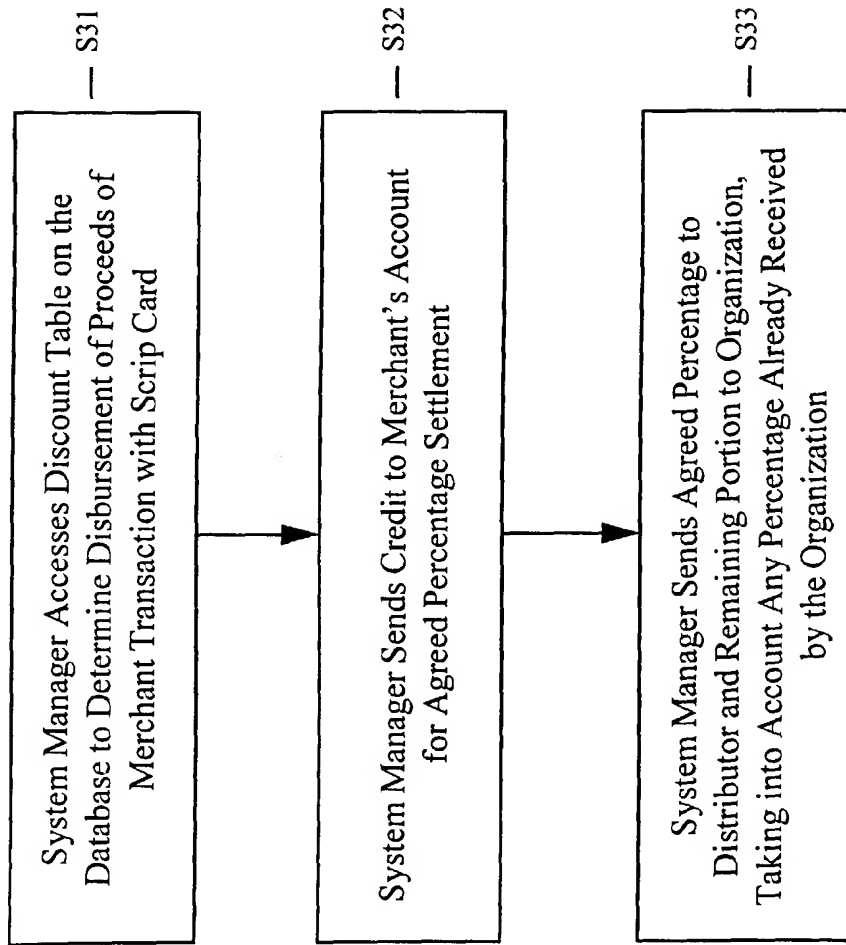 System Manager Accesses Discount Table on the
Database to Determine Disbursement of Proceeds of
Merchant Transaction with Scrip Card
— S31
System Manager Sends Credit to Merchant's Account
for Agreed Percentage Settlement
— S32
System Manager Sends Agreed Percentage to
Distributor and Remaining Portion to Organization,
Taking into Account Any Percentage Already Received
by the Organization
— S33